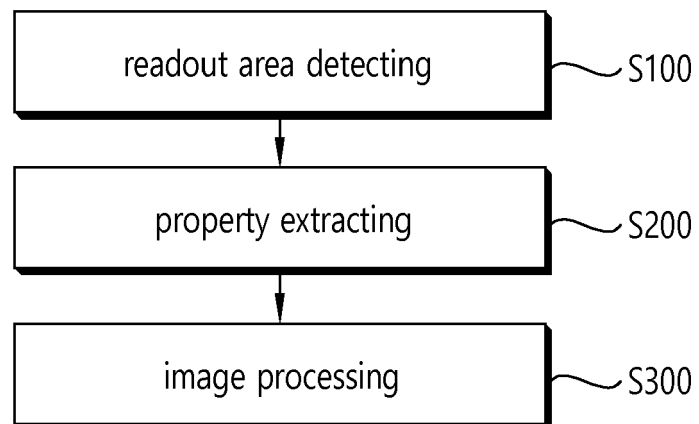 readout area detecting S100
property extracting S200
image processing S300